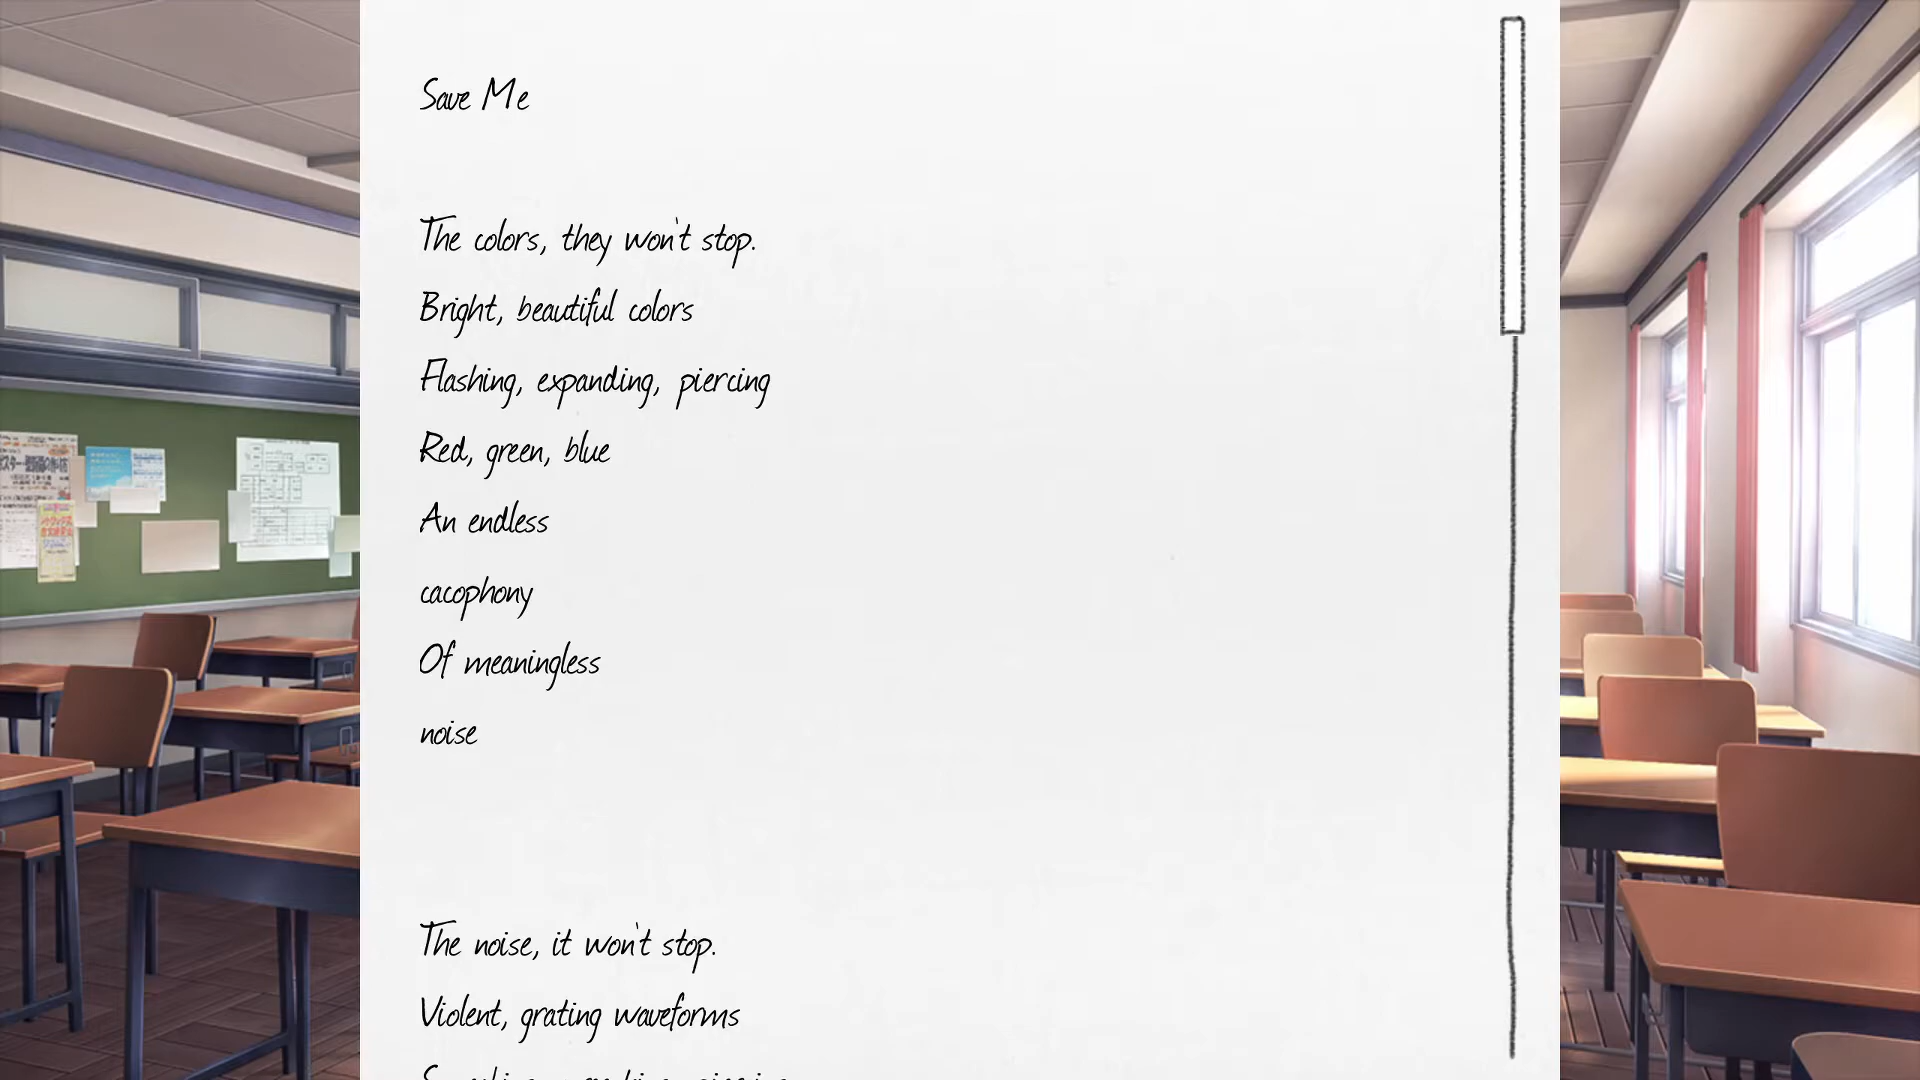 Save Me
The colors, they won't stop.
Bright, beautiful colors
Flashing, expanding, piercing
Red, green, blue
An endless
cacophony
Of meaningless
noise
The noise, it won't stop.
Violent, grating waveforms